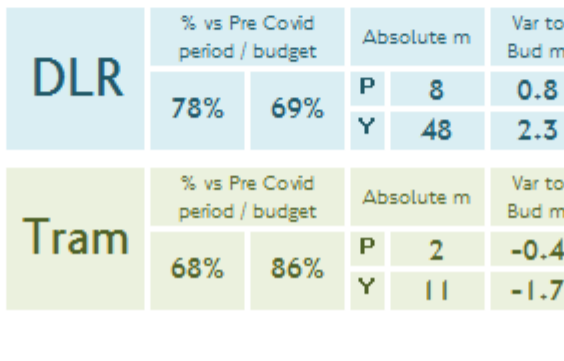 DLR
% vs Pre Covid
period / budget
Absolute m
Var to
Bud m
78% 69%
P 8 0.8
Y 48 2.3
Tram
% vs Pre Covid
period / budget
Absolute m
Var to
Bud m
68% 86%
P 2 -0.4
Y 11 -1.7